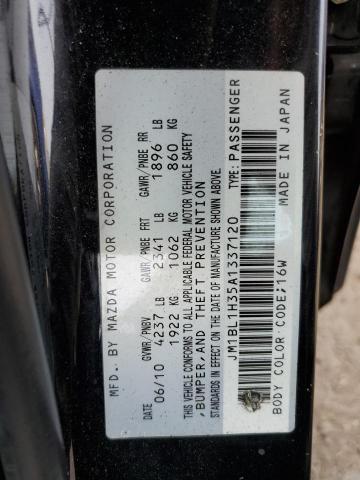 MFD. BY MAZDA MOTOR CORPORATION
DATE GVWR/PNBV GAWR/PNBE FRT GAWR/PNBE RR
06/10 4237 LB 2341 LB 1896 LB
1922 KG 1062 KG 860 KG
THIS VEHICLE CONFORMS TO ALL APPLICABLE FEDERAL MOTOR VEHICLE SAFETY
,BUMPER,AND THEFT PREVENTION
STANDARDS IN EFFECT ON THE DATE OF MANUFACTURE SHOWN ABOVE.
JM1BL1H35A1337120 TYPE: PASSENGER
BODY COLOR CODE:16W MADE IN JAPAN